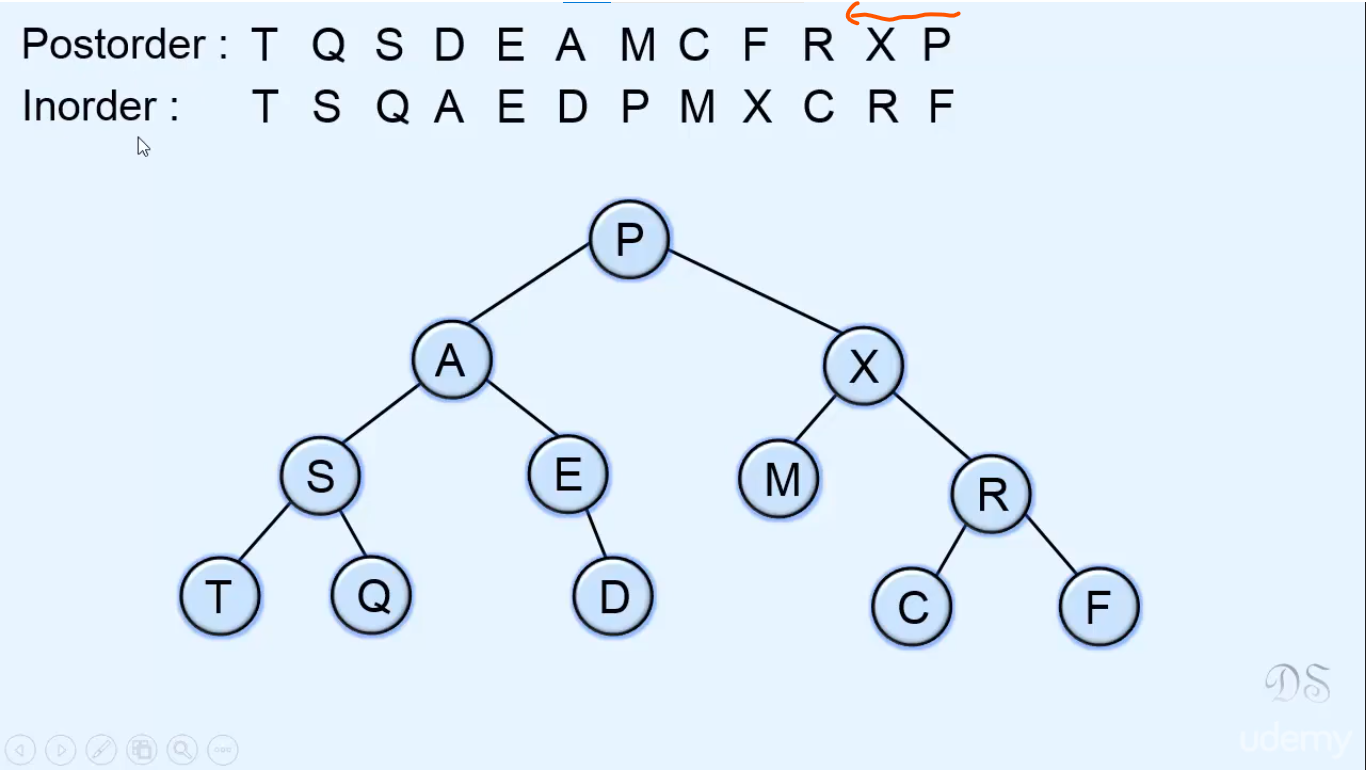 Postorder : T Q S D E A M C F R X P
Inorder : T S Q A E D P M X C R F
P
A X
S E M R
T Q D C F
DS
udemy